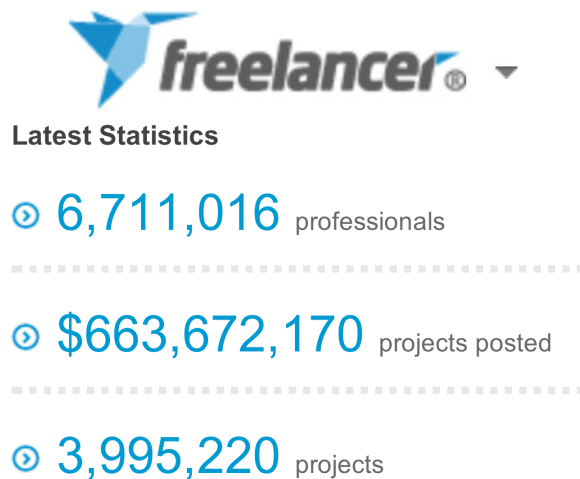 freelancer®
Latest Statistics
6,711,016 professionals
$663,672,170 projects posted
3,995,220 projects